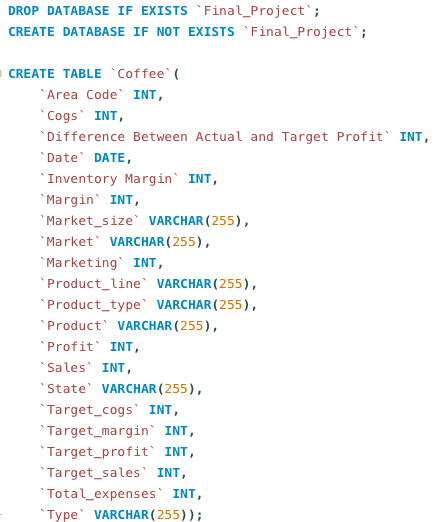 DROP DATABASE IF EXISTS `Final_Project`;
CREATE DATABASE IF NOT EXISTS `Final_Project`;
CREATE TABLE `Coffee`(
`Area Code` INT,
`Cogs` INT,
`Difference Between Actual and Target Profit` INT,
`Date` DATE,
`Inventory Margin` INT,
`Margin` INT,
`Market_size` VARCHAR(255),
`Market` VARCHAR(255),
`Marketing` INT,
`Product_line` VARCHAR(255),
`Product_type` VARCHAR(255),
`Product` VARCHAR(255),
`Profit` INT,
`Sales` INT,
`State` VARCHAR(255),
`Target_cogs` INT,
`Target_margin` INT,
`Target_profit` INT,
`Target_sales` INT,
`Total_expenses` INT,
`Type` VARCHAR(255));